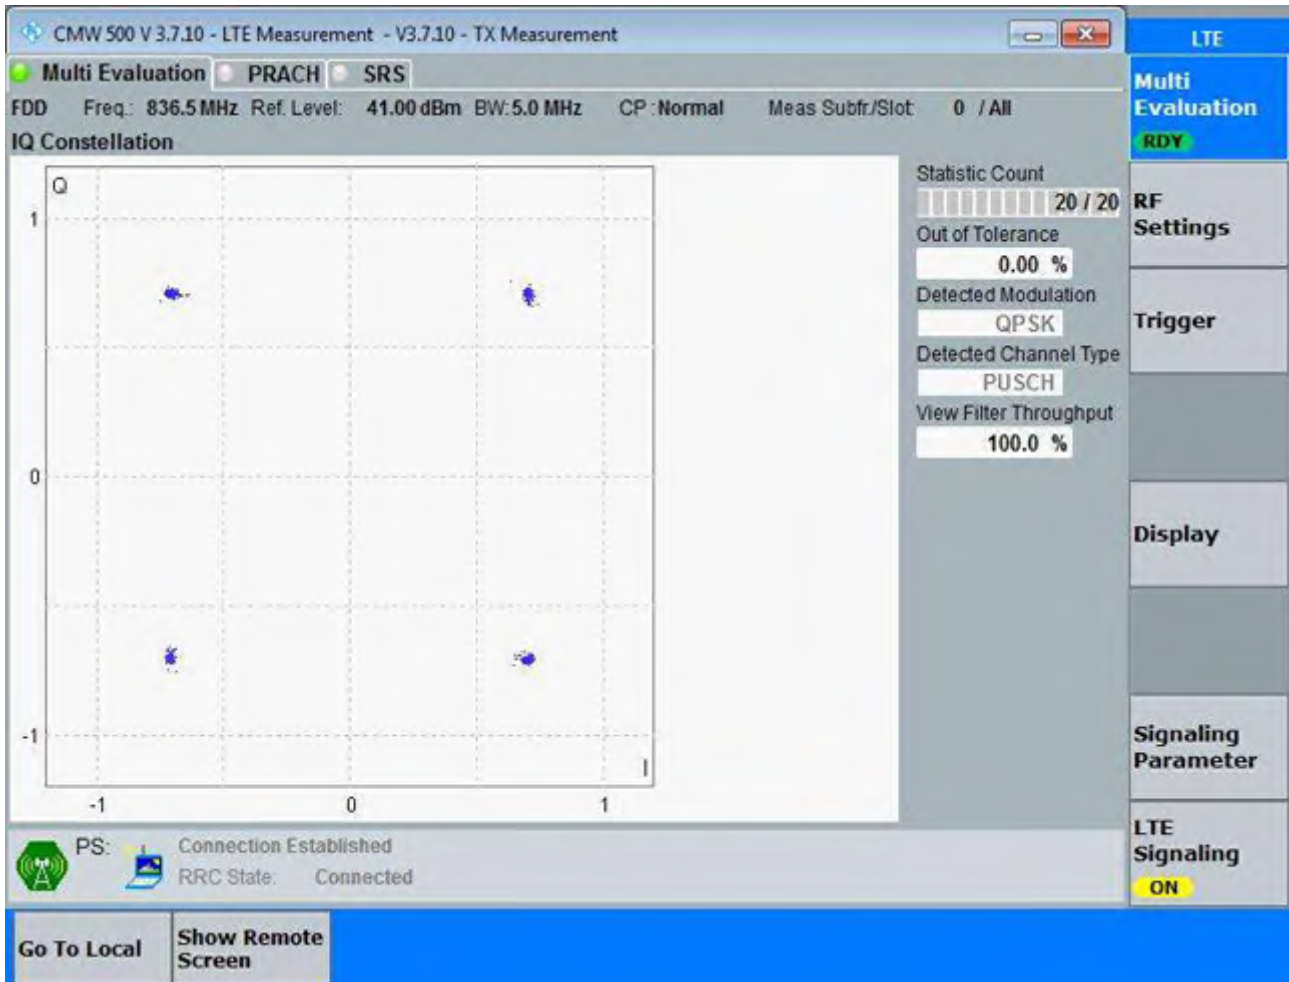 CMW 500 V 3.7.10 - LTE Measurement - V3.7.10 - TX Measurement
LTE
Multi Evaluation PRACH SRS
FDD Freq.: 836.5 MHz Ref. Level: 41.00 dBm BW: 5.0 MHz CP : Normal Meas Subfr./Slot: 0 / All
IQ Constellation
Q
1
0
-1
I
-1 0 1
Statistic Count
20 / 20
Out of Tolerance
0.00 %
Detected Modulation
QPSK
Detected Channel Type
PUSCH
View Filter Throughput
100.0 %
Multi
Evaluation
RDY
RF
Settings
Trigger
Display
Signaling
Parameter
LTE
Signaling
ON
PS: Connection Established
RRC State: Connected
Go To Local
Show Remote
Screen